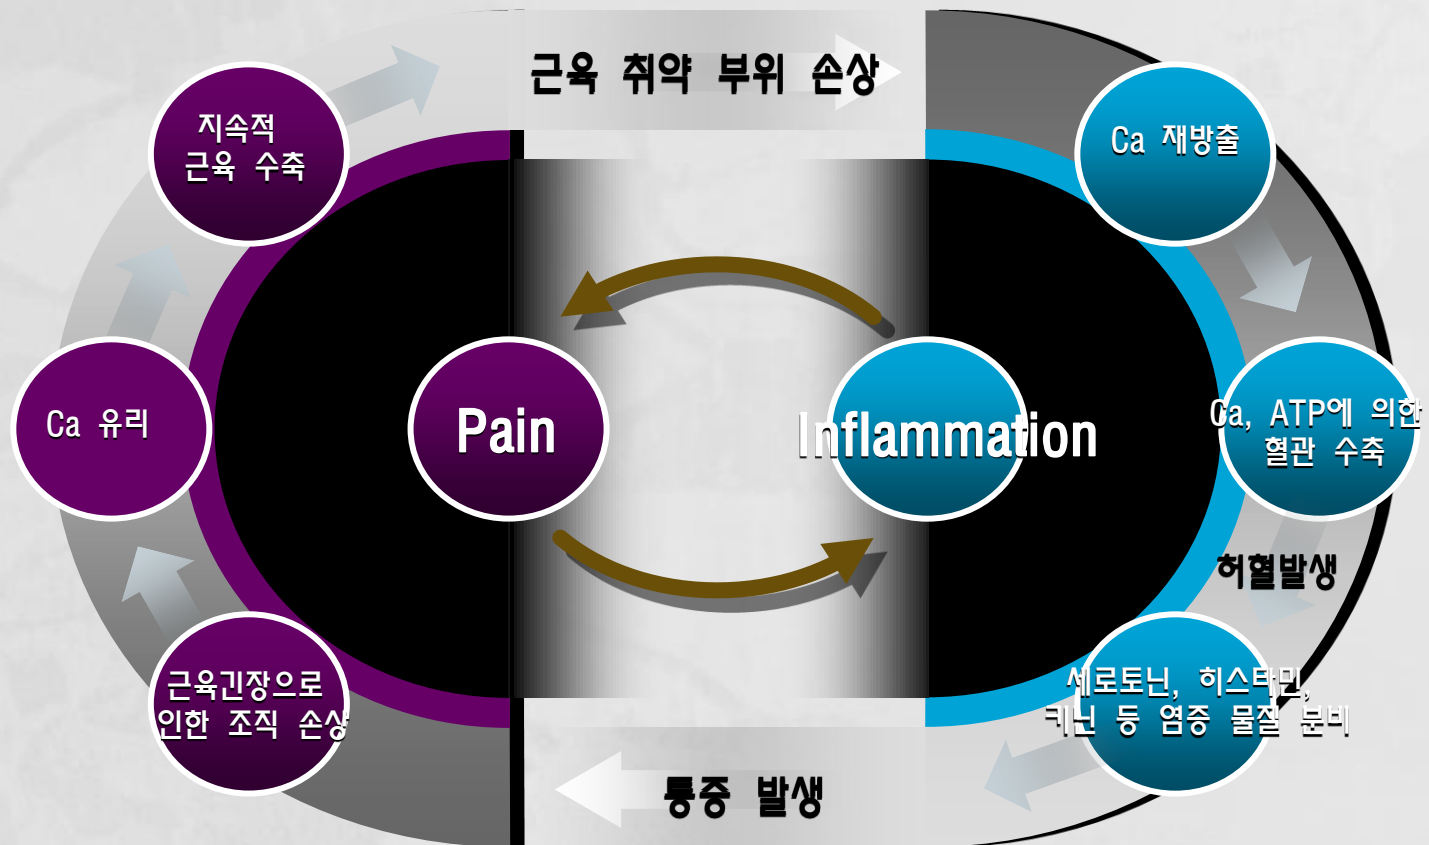 근육 취약 부위 손상
지속적
근육 수축
Ca 재방출
Ca 유리
Pain
Inflammation
Ca, ATP에 의한
혈관 수축
허혈발생
근육긴장으로
인한 조직 손상
세로토닌, 히스타민,
키닌 등 염증 물질 분비
통증 발생